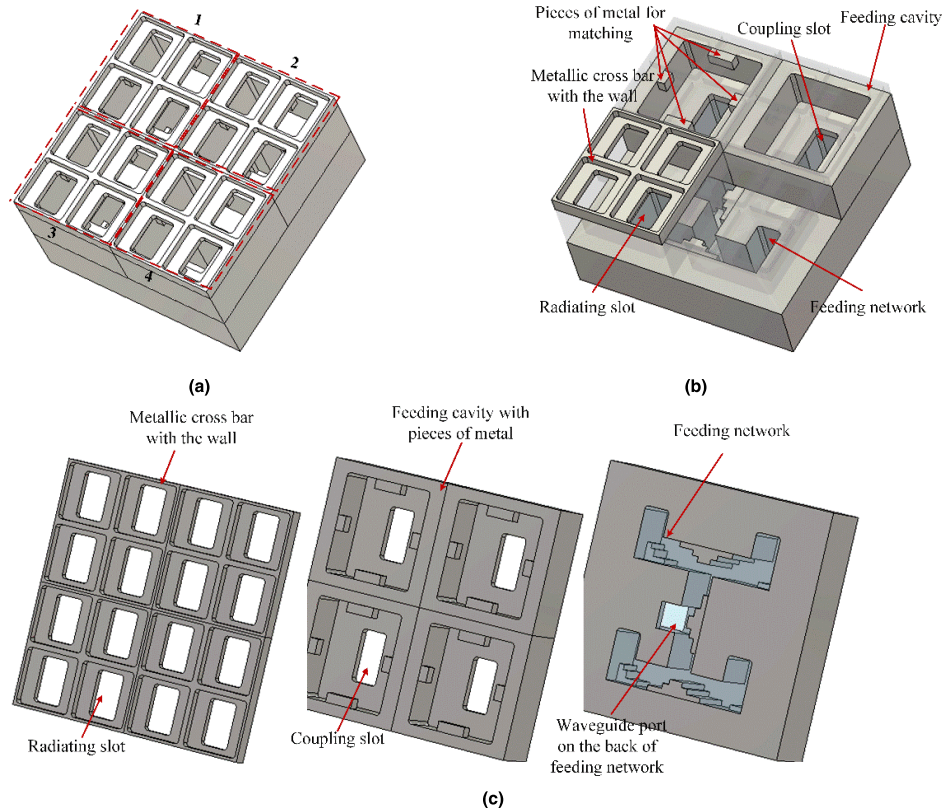 1
2
3
4
(a)
Pieces of metal for
matching
Coupling slot
Feeding cavity
Metallic cross bar
with the wall
Radiating slot
Feeding network
(b)
Metallic cross bar
with the wall
Radiating slot
Feeding cavity with
pieces of metal
Coupling slot
Feeding network
Waveguide port
on the back of
feeding network
(c)